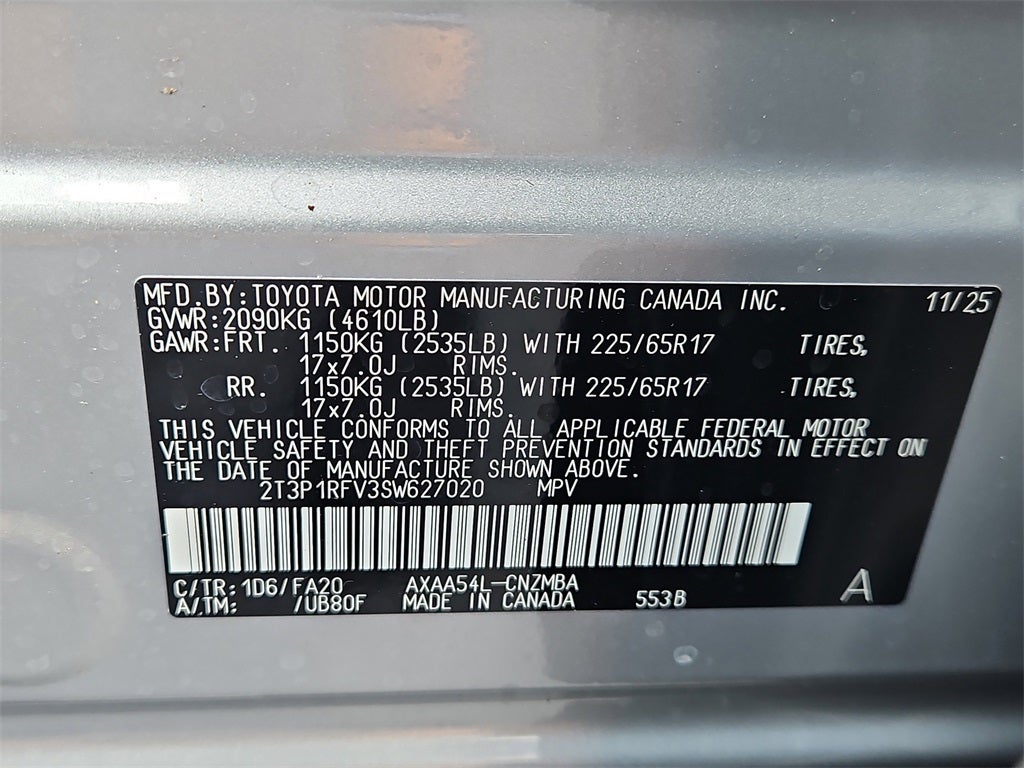 MFD.BY:TOYOTA MOTOR MANUFACTURING CANADA INC. 11/25
GVWR:2090KG (4610LB)
GAWR:FRT. 1150KG (2535LB) WITH 225/65R17 TIRES,
17x7.0J RIMS.
RR. 1150KG (2535LB) WITH 225/65R17 TIRES,
17x7.0J RIMS.
THIS VEHICLE CONFORMS TO ALL APPLICABLE FEDERAL MOTOR
VEHICLE SAFETY AND THEFT PREVENTION STANDARDS IN EFFECT ON
THE DATE OF MANUFACTURE SHOWN ABOVE.
2T3P1RFV3SW627020 MPV
C/TR:1D6/FA20 AXAA54L-CNZMBA A
A/TM: /UB80F MADE IN CANADA 553B